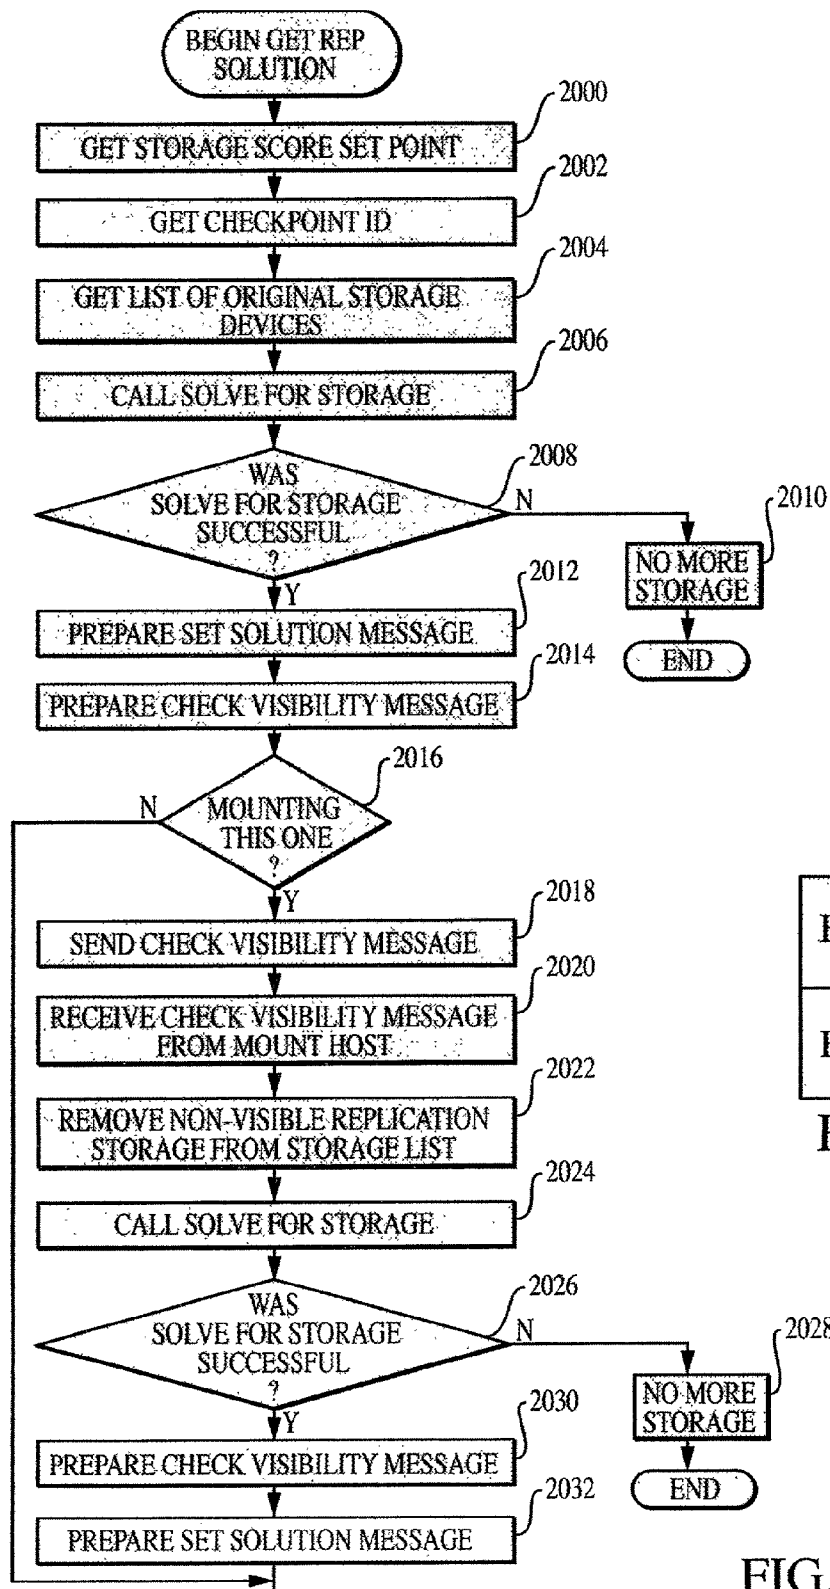 BEGIN GET REP
SOLUTION
2000
GET STORAGE SCORE SET POINT
2002
GET CHECKPOINT ID
2004
GET LIST OF ORIGINAL STORAGE
DEVICES
2006
CALL SOLVE FOR STORAGE
2008
WAS
SOLVE FOR STORAGE
SUCCESSFUL
?
N
2010
NO MORE
STORAGE
END
Y
2012
PREPARE SET SOLUTION MESSAGE
2014
PREPARE CHECK VISIBILITY MESSAGE
2016
N
MOUNTING
THIS ONE
?
Y
2018
SEND CHECK VISIBILITY MESSAGE
2020
RECEIVE CHECK VISIBILITY MESSAGE
FROM MOUNT HOST
2022
REMOVE NON-VISIBLE REPLICATION
STORAGE FROM STORAGE LIST
2024
CALL SOLVE FOR STORAGE
2026
WAS
SOLVE FOR STORAGE
SUCCESSFUL
?
N
2028
NO MORE
STORAGE
END
Y
2030
PREPARE CHECK VISIBILITY MESSAGE
2032
PREPARE SET SOLUTION MESSAGE
FIG.